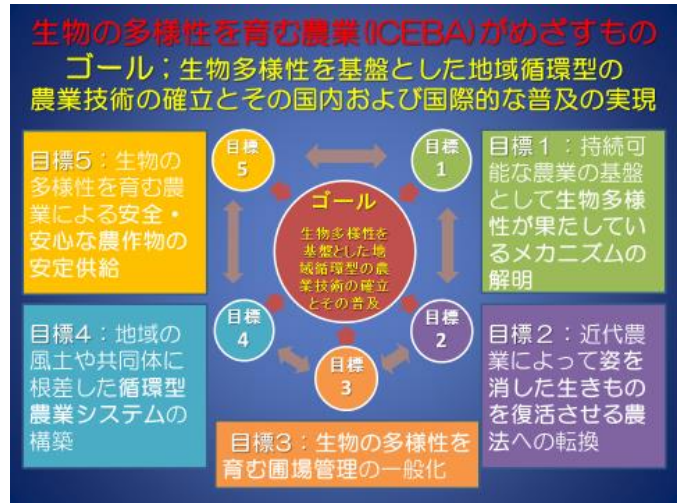 生物の多様性を育む農業(ICEBA)がめざすもの
ゴール;生物多様性を基盤とした地域循環型の
農業技術の確立とその国内および国際的な普及の実現
目標5:生物の
多様性を育む農
業による安全・
安心な農作物の
安定供給
目標
5
目標
1
目標1:持続可
能な農業の基盤
として生物多様
性が果たしてい
るメカニズムの
解明
ゴール
生物多様性を
基盤とした地
域循環型の農
業技術の確立
とその普及
目標4:地域の
風土や共同体に
根差した循環型
農業システムの
構築
目標
4
目標
2
目標
3
目標2:近代農
業によって姿を
消した生きもの
を復活させる農
法への転換
目標3:生物の多様性を
育む圃場管理の一般化